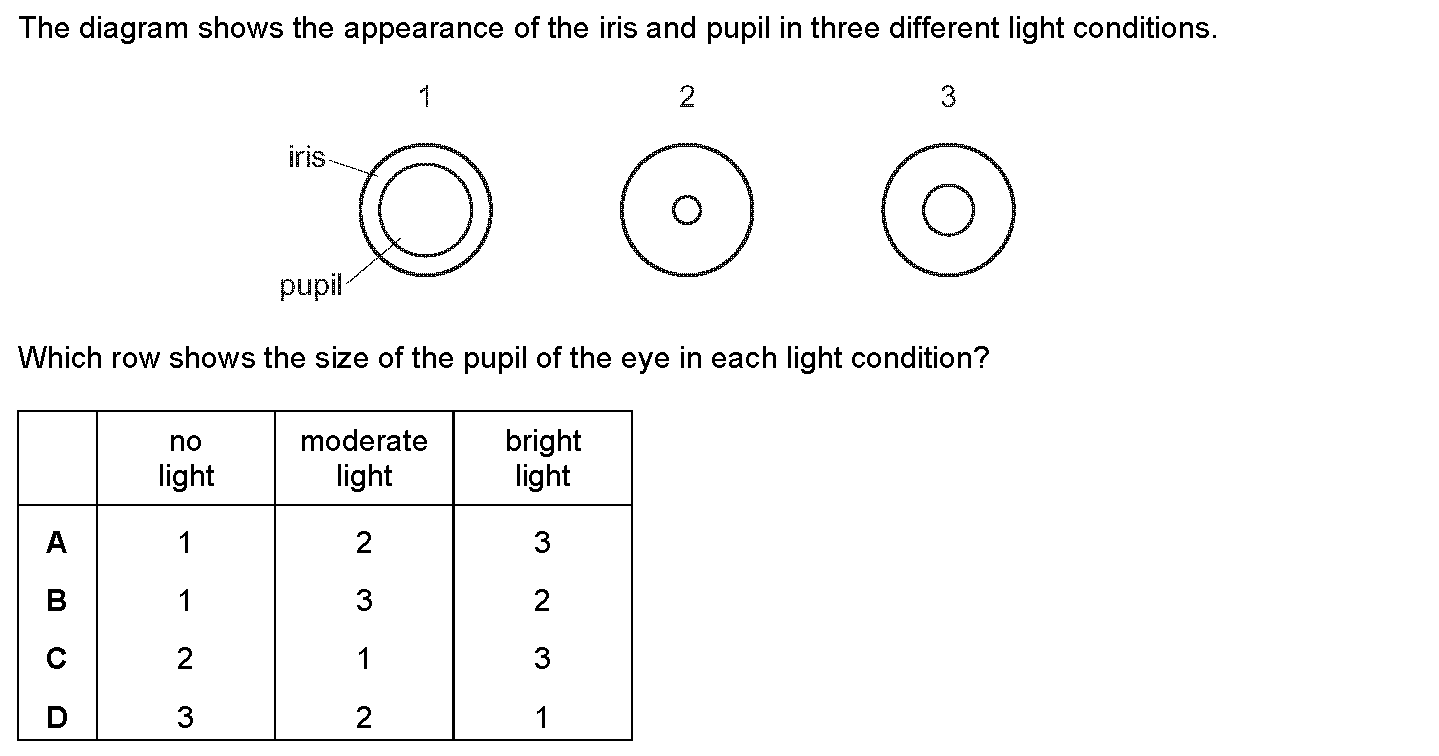 The diagram shows the appearance of the iris and pupil in three different light conditions.
1 2 3
iris
pupil
Which row shows the size of the pupil of the eye in each light condition?
no light moderate light bright light
A 1 2 3
B 1 3 2
C 2 1 3
D 3 2 1